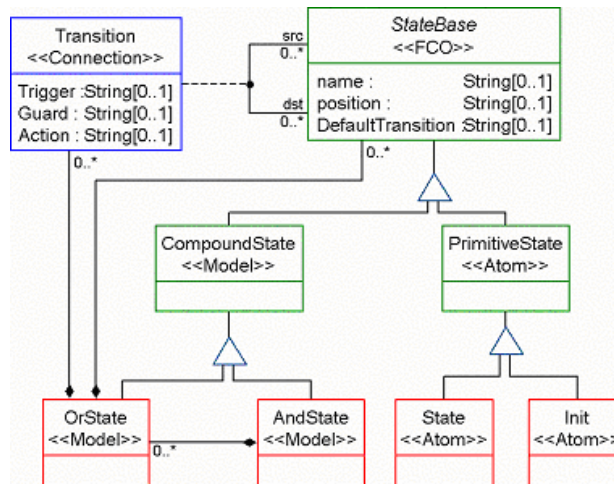 Transition
<<Connection>>
Trigger :String[0..1]
Guard : String[0..1]
Action : String[0..1]
0..*
src
0..*
dst
0..*
StateBase
<<FCO>>
name : String[0..1]
position : String[0..1]
DefaultTransition :String[0..1]
0..*
CompoundState
<<Model>>
PrimitiveState
<<Atom>>
OrState
<<Model>>
0..*
AndState
<<Model>>
State
<<Atom>>
Init
<<Atom>>